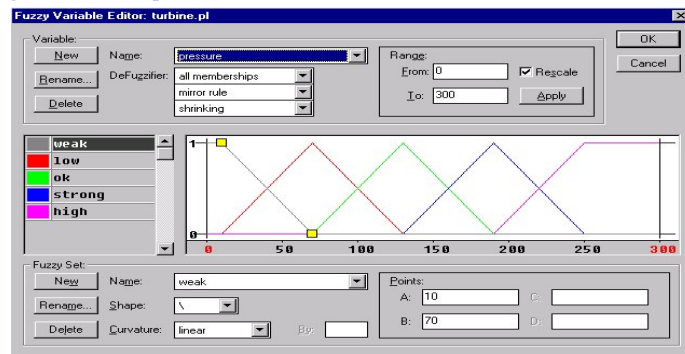 Fuzzy Variable Editor: turbine.pl
Variable:
New Name: pressure
Rename... DeFuzzifier: all memberships
mirror rule
Delete shrinking
Range:
From: 0 Rescale
To: 300 Apply
OK
Cancel
weak
low
ok
strong
high
1
0
0 50 100 150 200 250 300
Fuzzy Set:
New Name: weak
Rename... Shape: \
Delete Curvature: linear By:
Points:
A: 10 C:
B: 70 D: